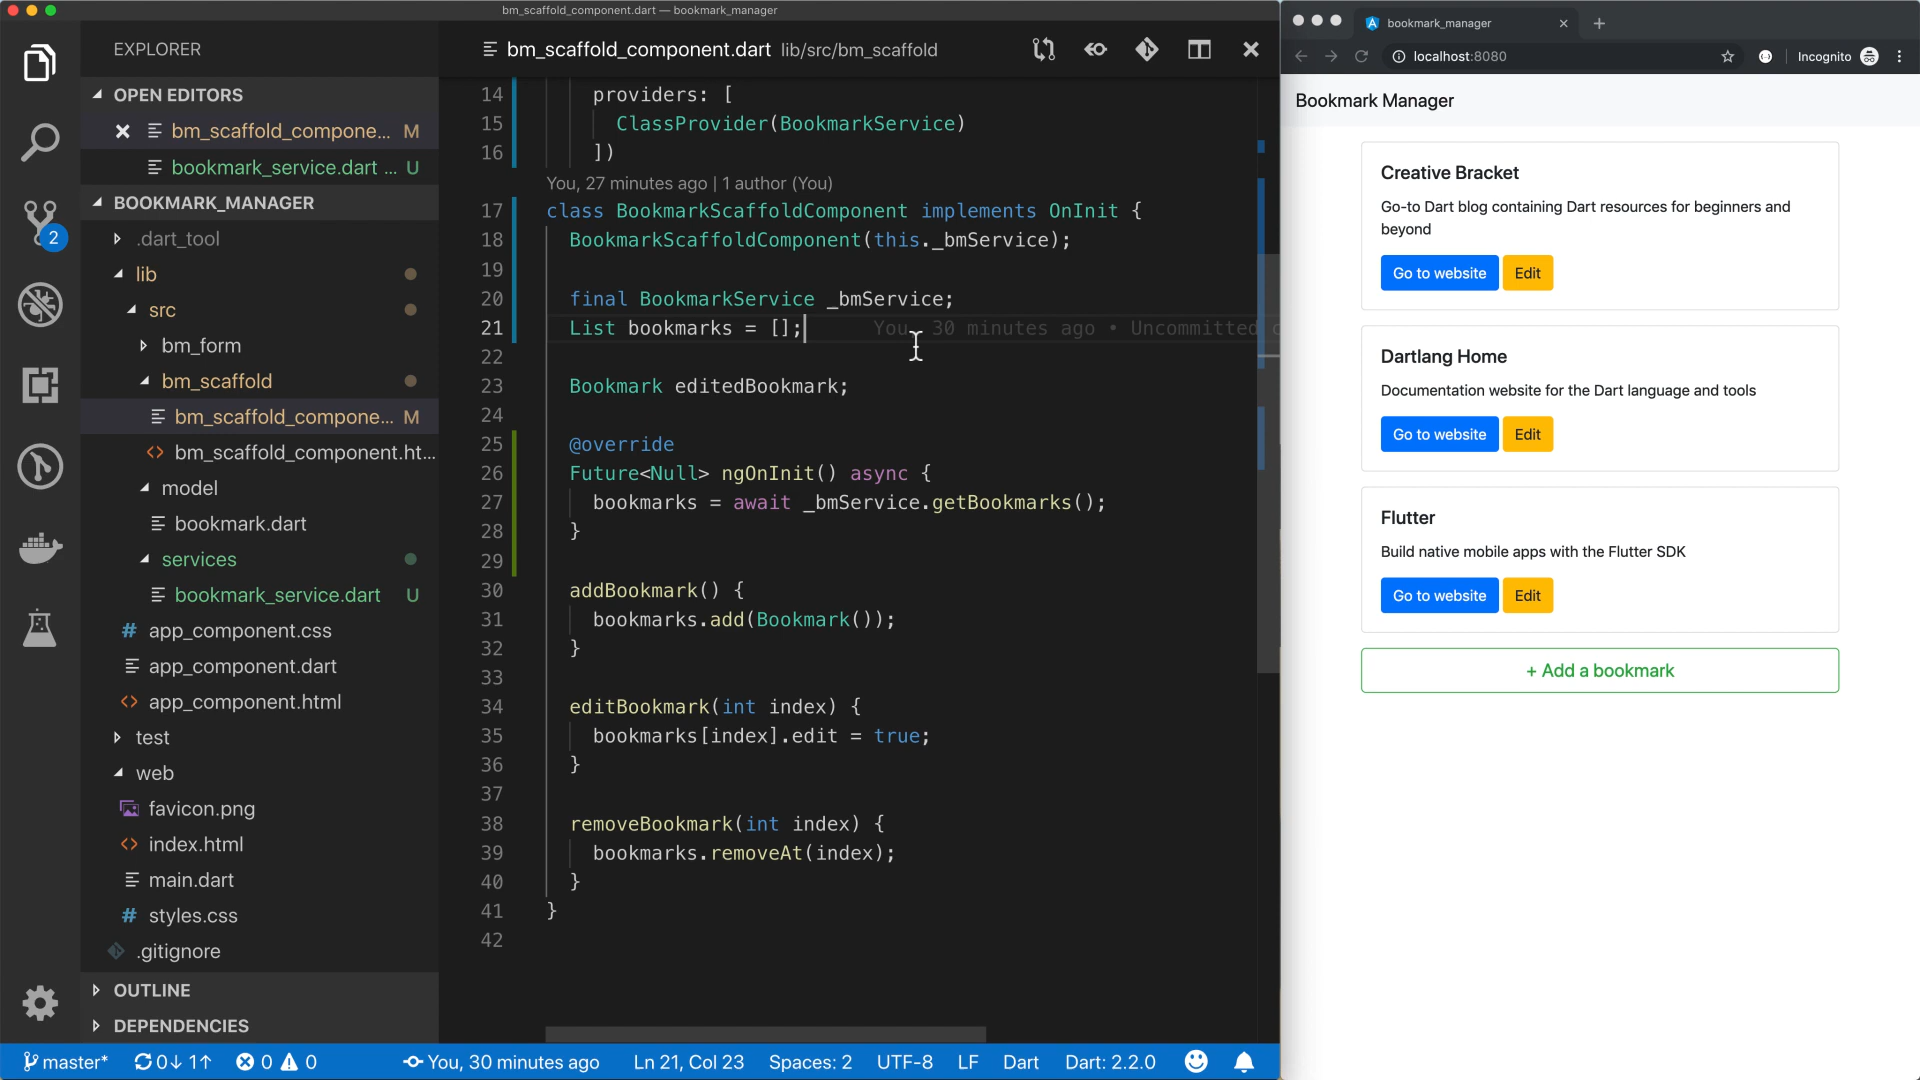 bm_scaffold_component.dart — bookmark_manager
EXPLORER
OPEN EDITORS
bm_scaffold_compone... M
bookmark_service.dart ... U
BOOKMARK_MANAGER
.dart_tool
lib
src
bm_form
bm_scaffold
bm_scaffold_compone... M
bm_scaffold_component.ht...
model
bookmark.dart
services
bookmark_service.dart U
app_component.css
app_component.dart
app_component.html
test
web
favicon.png
index.html
main.dart
styles.css
.gitignore
OUTLINE
DEPENDENCIES
2
bm_scaffold_component.dart lib/src/bm_scaffold
14 providers: [
15 ClassProvider(BookmarkService)
16 ])
You, 27 minutes ago | 1 author (You)
17 class BookmarkScaffoldComponent implements OnInit {
18 BookmarkScaffoldComponent(this._bmService);
19
20 final BookmarkService _bmService;
21 List bookmarks = []; You, 30 minutes ago • Uncommitted c
22
23 Bookmark editedBookmark;
24
25 @override
26 Future<Null> ngOnInit() async {
27 bookmarks = await _bmService.getBookmarks();
28 }
29
30 addBookmark() {
31 bookmarks.add(Bookmark());
32 }
33
34 editBookmark(int index) {
35 bookmarks[index].edit = true;
36 }
37
38 removeBookmark(int index) {
39 bookmarks.removeAt(index);
40 }
41 }
42
master* 0↓ 1↑ 0 0 You, 30 minutes ago Ln 21, Col 23 Spaces: 2 UTF-8 LF Dart Dart: 2.2.0
bookmark_manager
localhost:8080 Incognito
Bookmark Manager
Creative Bracket
Go-to Dart blog containing Dart resources for beginners and
beyond
Go to website Edit
Dartlang Home
Documentation website for the Dart language and tools
Go to website Edit
Flutter
Build native mobile apps with the Flutter SDK
Go to website Edit
+ Add a bookmark